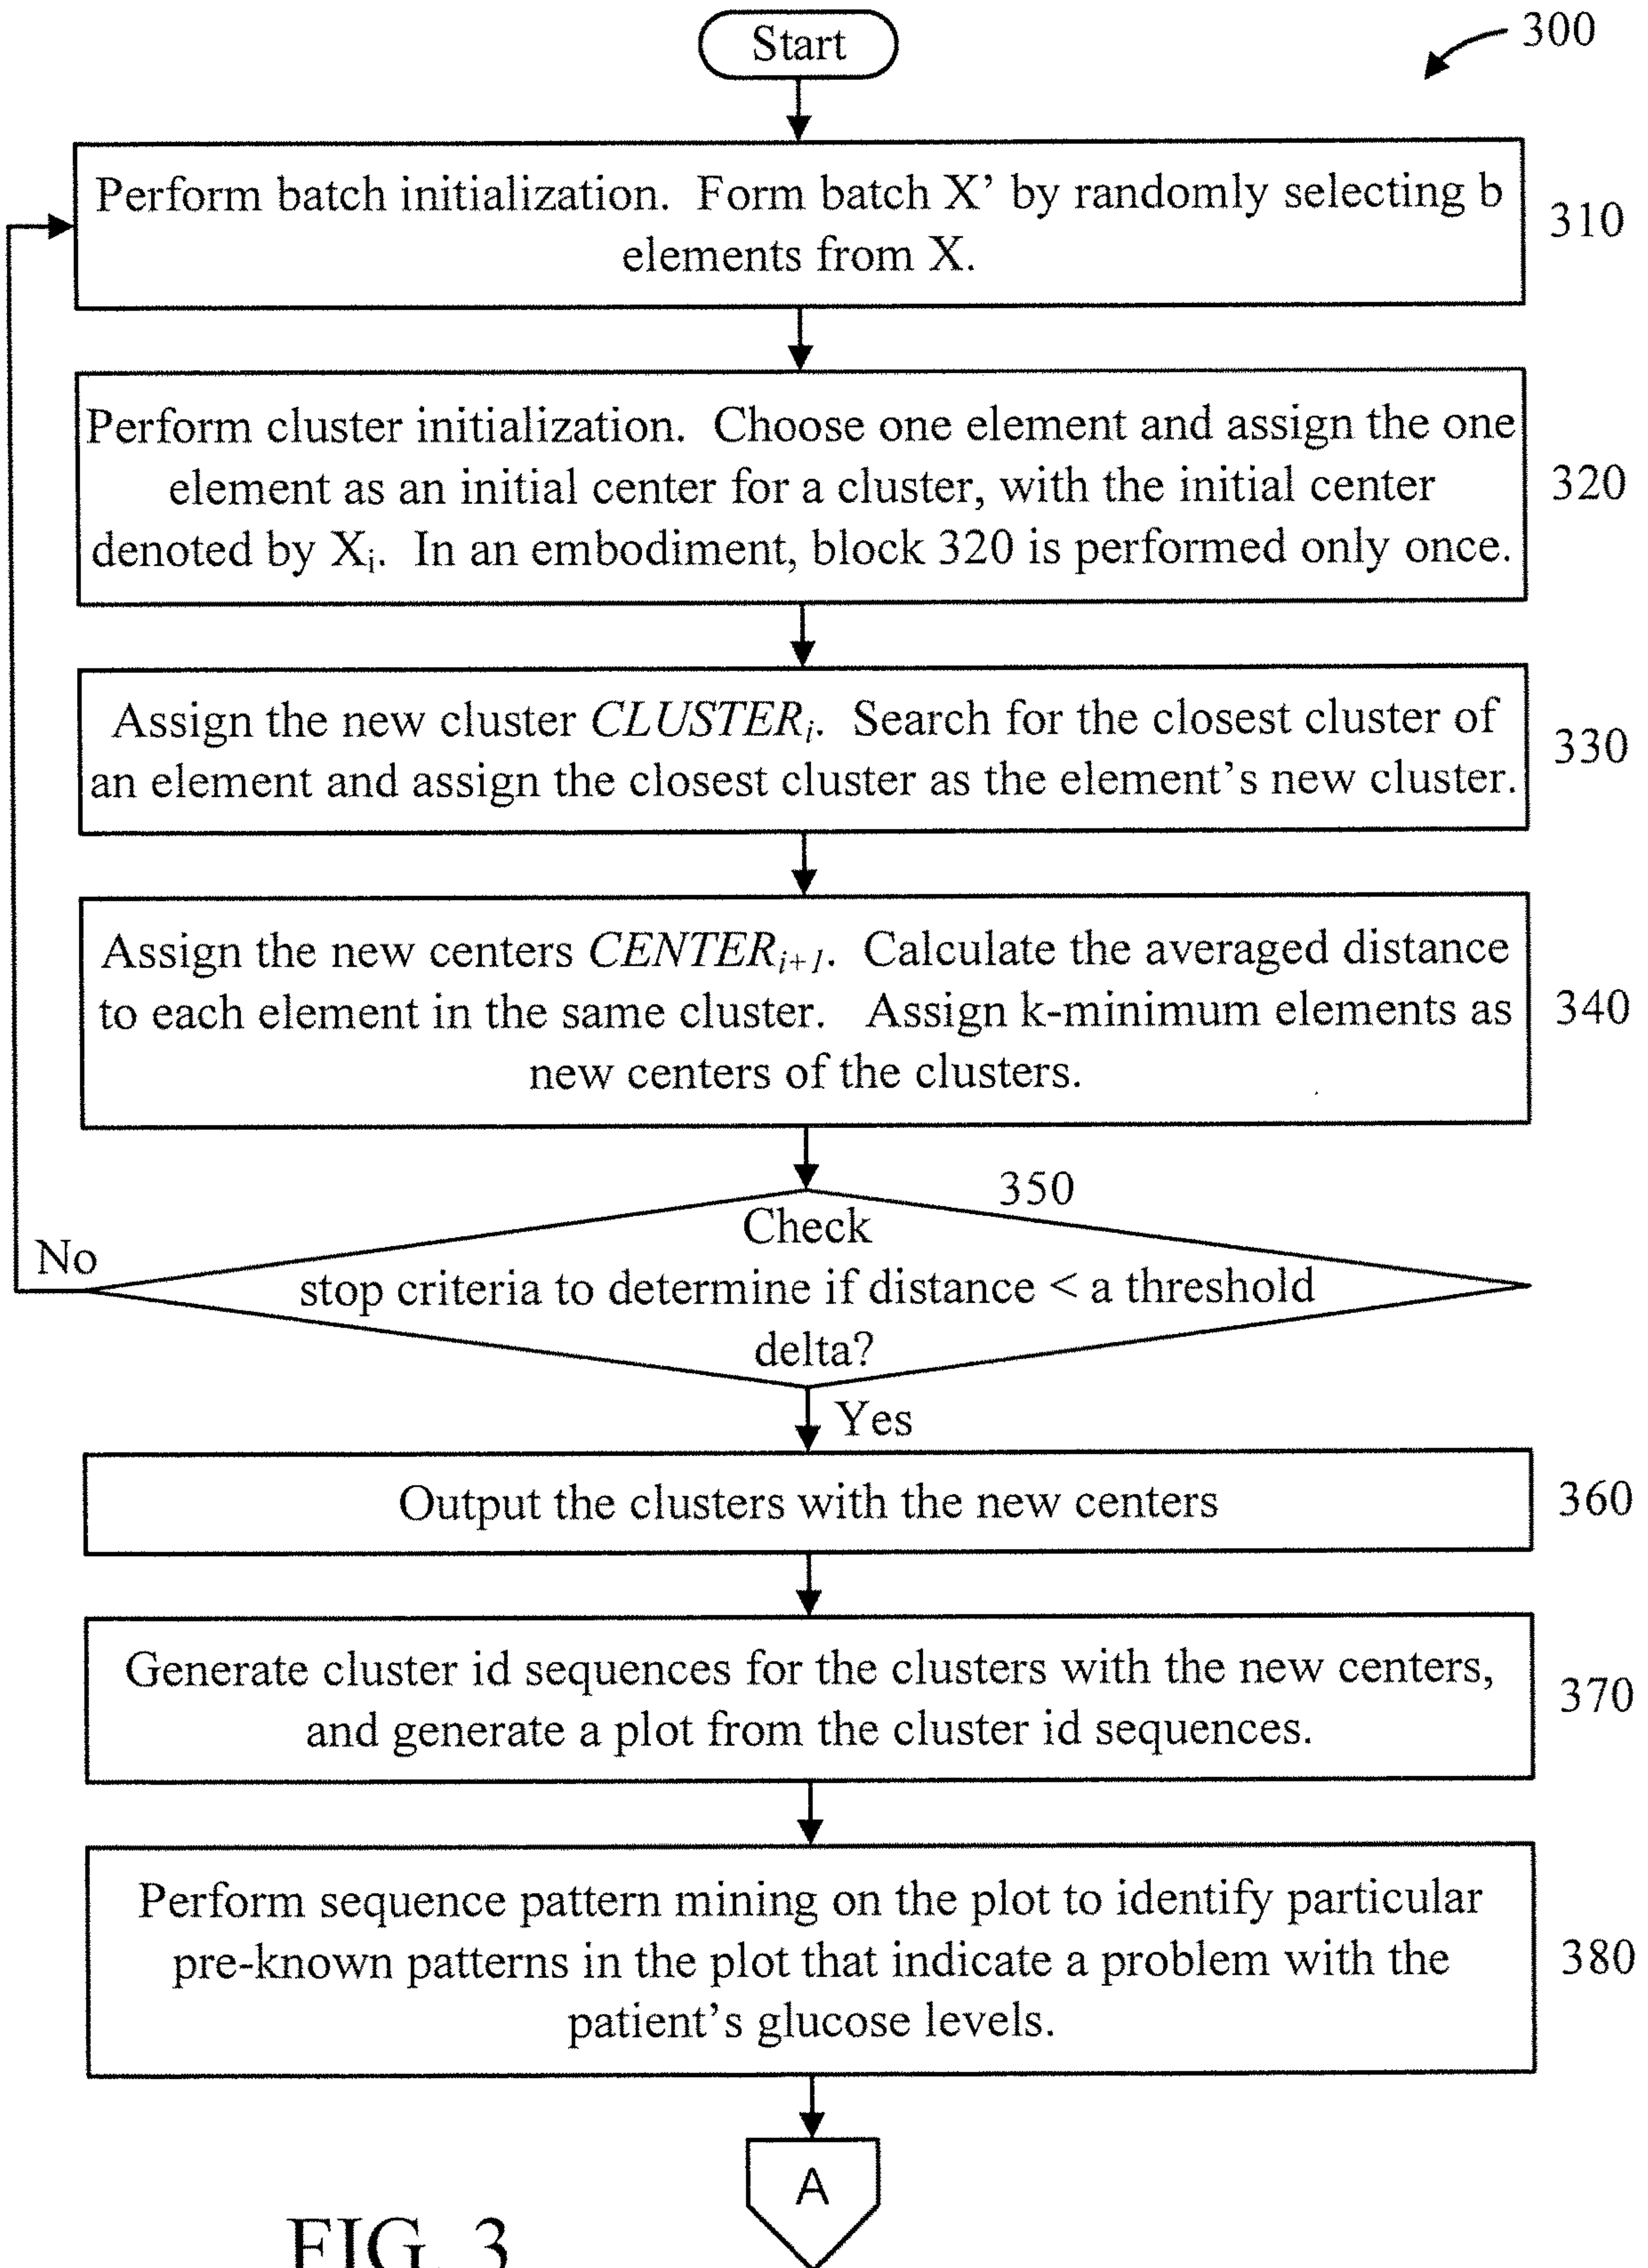 Start
300
Perform batch initialization. Form batch X’ by randomly selecting b
elements from X.
310
Perform cluster initialization. Choose one element and assign the one
element as an initial center for a cluster, with the initial center
denoted by Xi. In an embodiment, block 320 is performed only once.
320
Assign the new cluster CLUSTERi. Search for the closest cluster of
an element and assign the closest cluster as the element’s new cluster.
330
Assign the new centers CENTERi+1. Calculate the averaged distance
to each element in the same cluster. Assign k-minimum elements as
new centers of the clusters.
340
350
Check
stop criteria to determine if distance < a threshold
delta?
No
Yes
Output the clusters with the new centers
360
Generate cluster id sequences for the clusters with the new centers,
and generate a plot from the cluster id sequences.
370
Perform sequence pattern mining on the plot to identify particular
pre-known patterns in the plot that indicate a problem with the
patient’s glucose levels.
380
A
FIG. 3